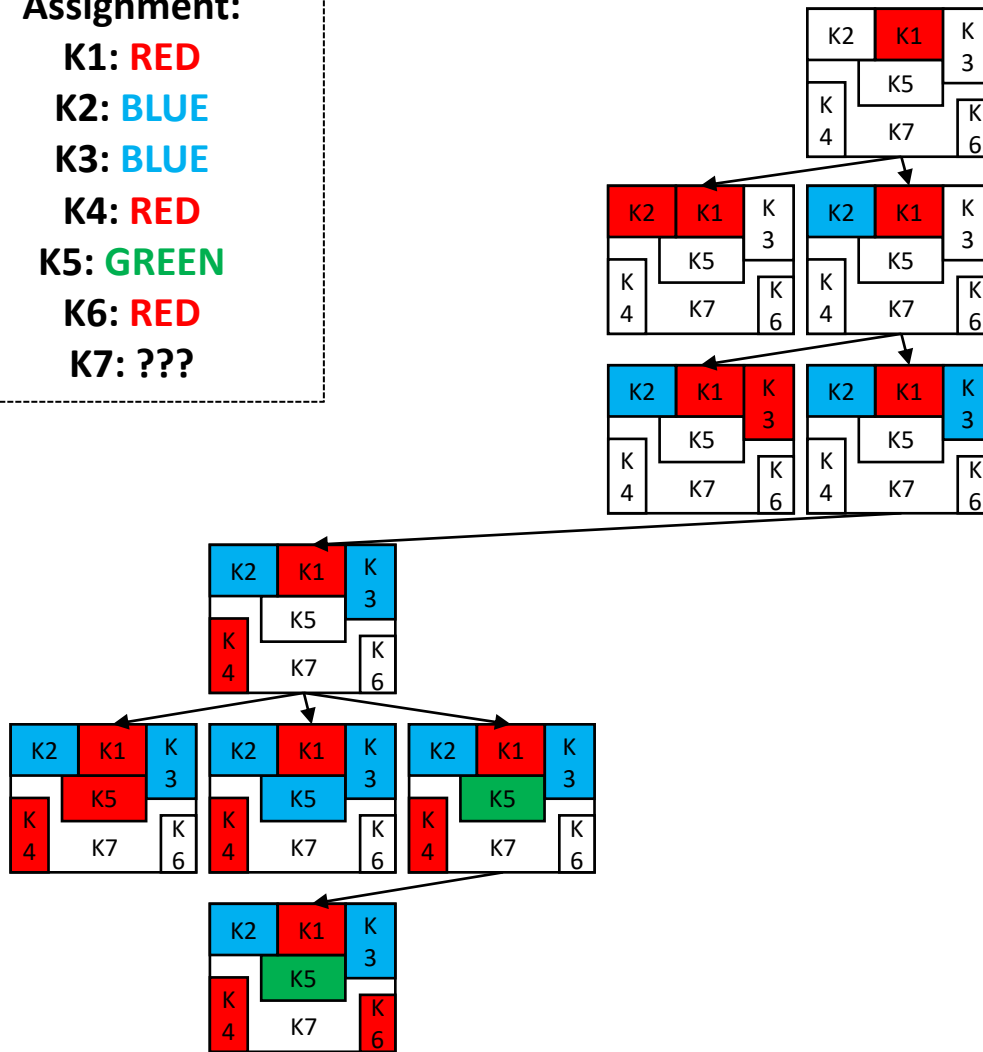 Assignment:
K1: RED
K2: BLUE
K3: BLUE
K4: RED
K5: GREEN
K6: RED
K7: ???
K2 K1 K
3
K5
K K
4 K7 6
K2 K1 K
3
K5
K K
4 K7 6
K2 K1 K
3
K5
K K
4 K7 6
K2 K1 K
3
K5
K K
4 K7 6
K2 K1 K
3
K5
K K
4 K7 6
K2 K1 K
3
K5
K K
4 K7 6
K2 K1 K
3
K5
K K
4 K7 6
K2 K1 K
3
K5
K K
4 K7 6
K2 K1 K
3
K5
K K
4 K7 6
K2 K1 K
3
K5
K K
4 K7 6